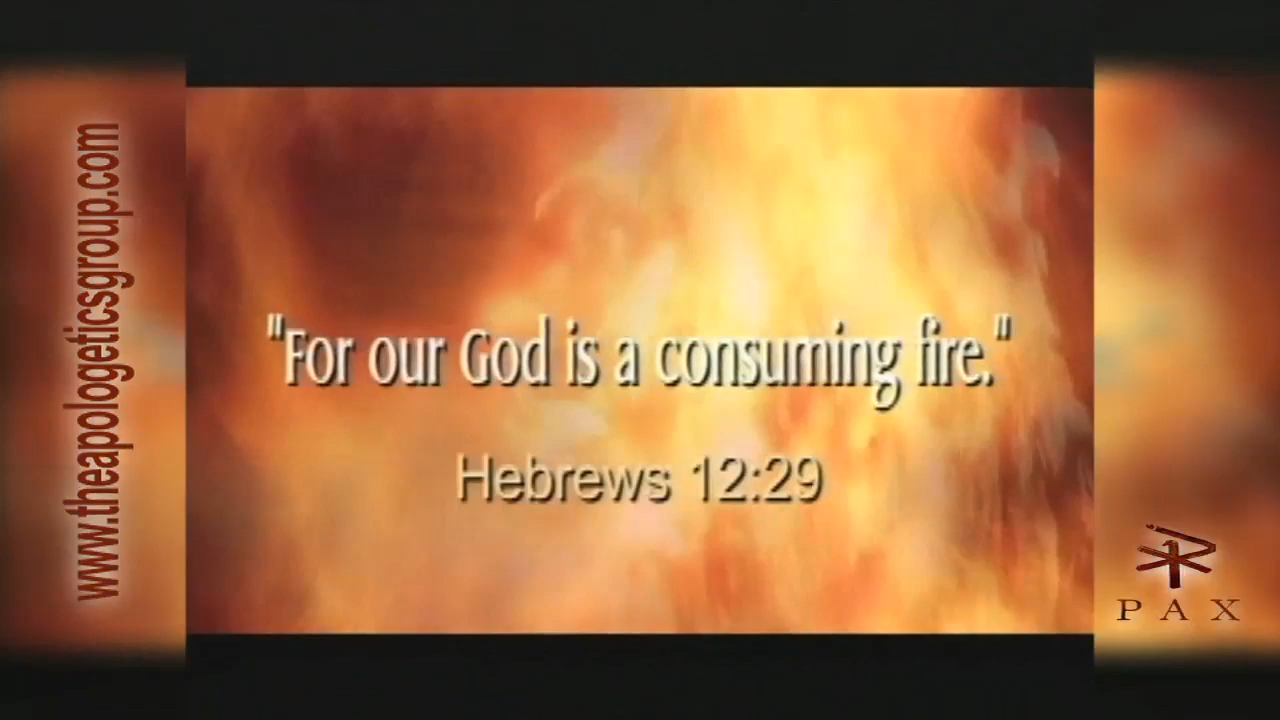 www.theapologeticsgroup.com
"For our God is a consuming fire."
Hebrews 12:29
PAX